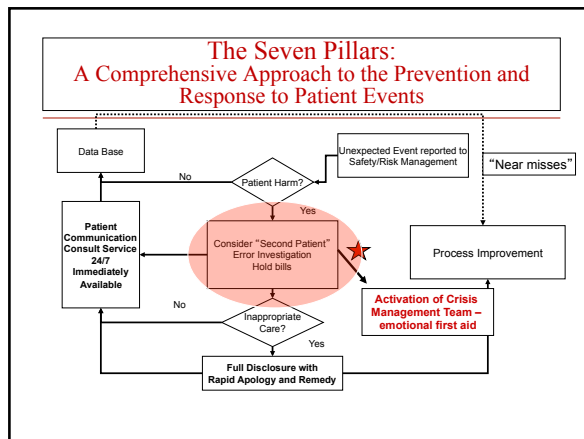 The Seven Pillars:
A Comprehensive Approach to the Prevention and
Response to Patient Events
Data Base
Unexpected Event reported to
Safety/Risk Management
“Near misses”
No
Patient Harm?
Yes
Patient
Communication
Consult Service
24/7
Immediately
Available
Consider “Second Patient”
Error Investigation
Hold bills
Process Improvement
Activation of Crisis
Management Team –
emotional first aid
No
Inappropriate
Care?
Yes
Full Disclosure with
Rapid Apology and Remedy